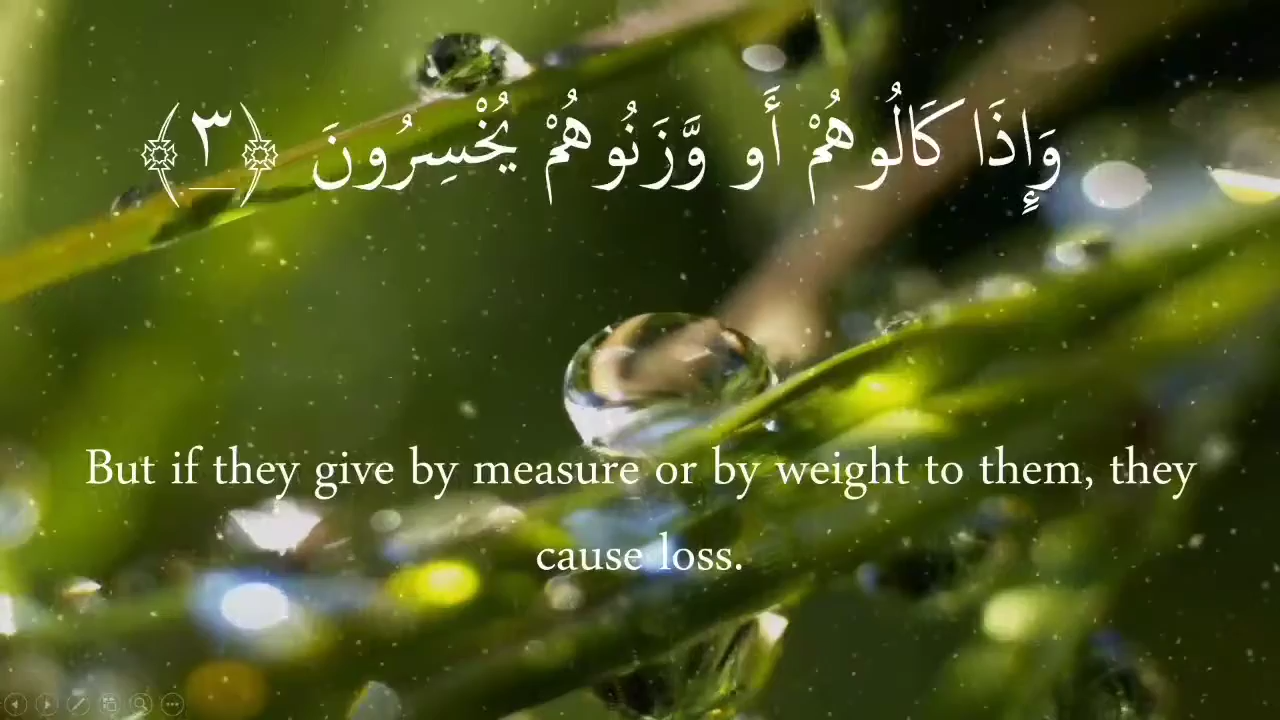 وَإِذَا كَالُوهُمْ أَو وَّزَنُوهُمْ يُخْسِرُونَ ﴿٣﴾
But if they give by measure or by weight to them, they
cause loss.